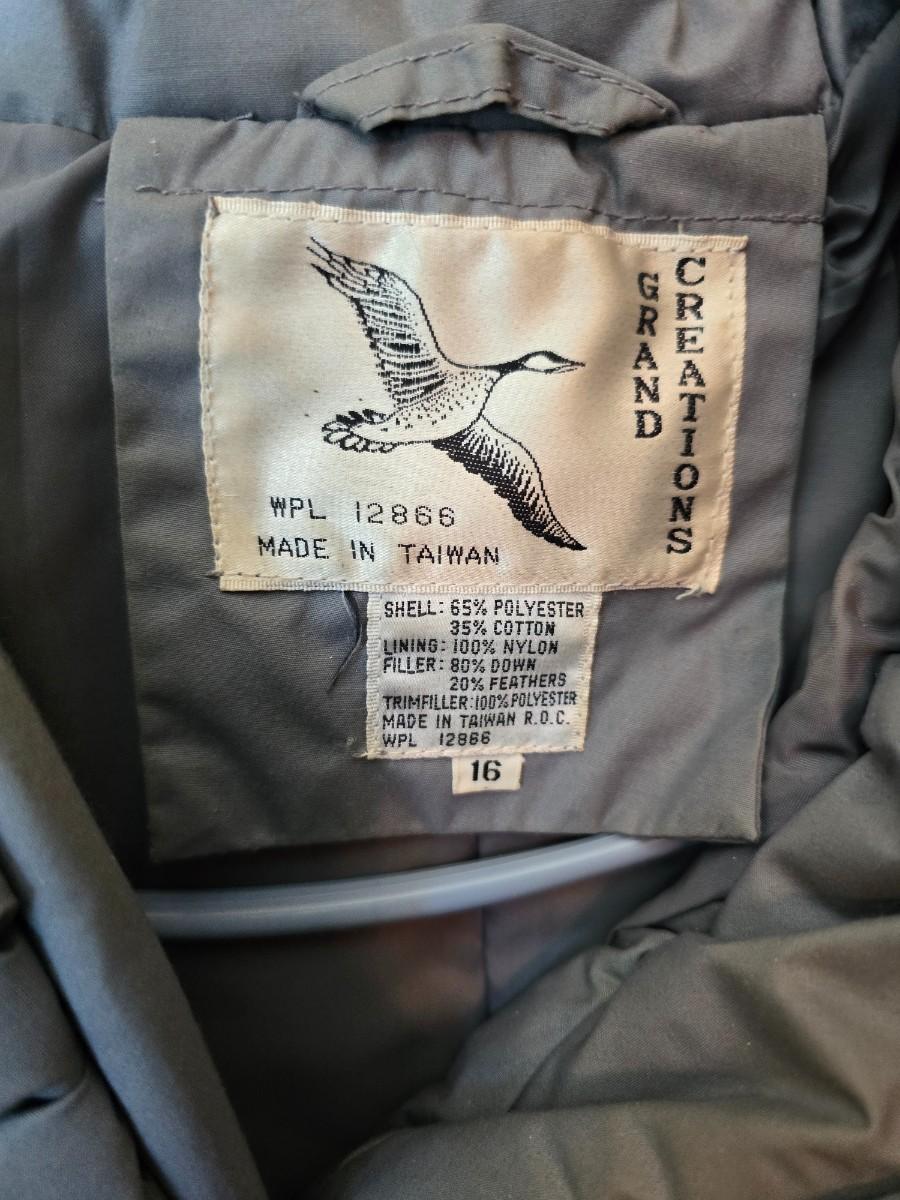 GRAND
CREATIONS
WPL 12866
MADE IN TAIWAN
SHELL: 65% POLYESTER
35% COTTON
LINING: 100% NYLON
FILLER: 80% DOWN
20% FEATHERS
TRIMFILLER:100% POLYESTER
MADE IN TAIWAN R.O.C.
WPL 12866
16